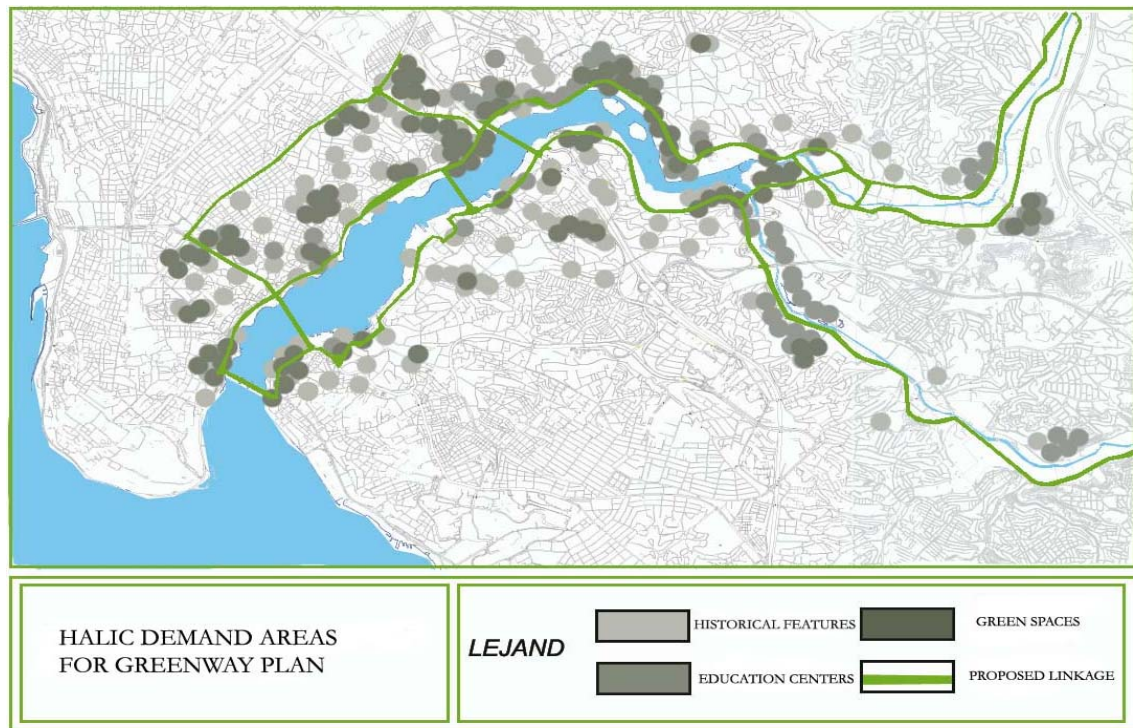 HALIC DEMAND AREAS
FOR GREENWAY PLAN
LEJAND
HISTORICAL FEATURES
GREEN SPACES
EDUCATION CENTERS
PROPOSED LINKAGE